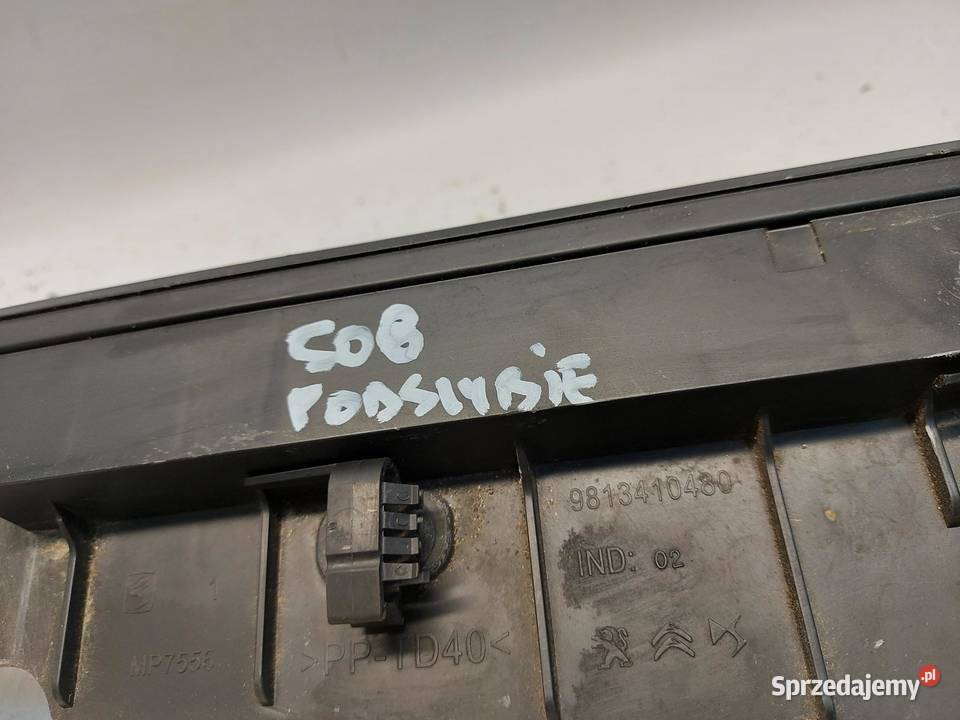 508
PODSZYBIE
9813410480
IND: 02
MP7556
>PP-TD40<
Sprzedajemy.pl